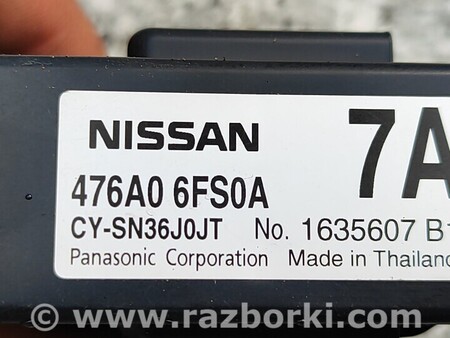 NISSAN 7A
476A0 6FS0A
CY-SN36J0JT No. 1635607
Panasonic Corporation Made in Thailand
www.razborki.com